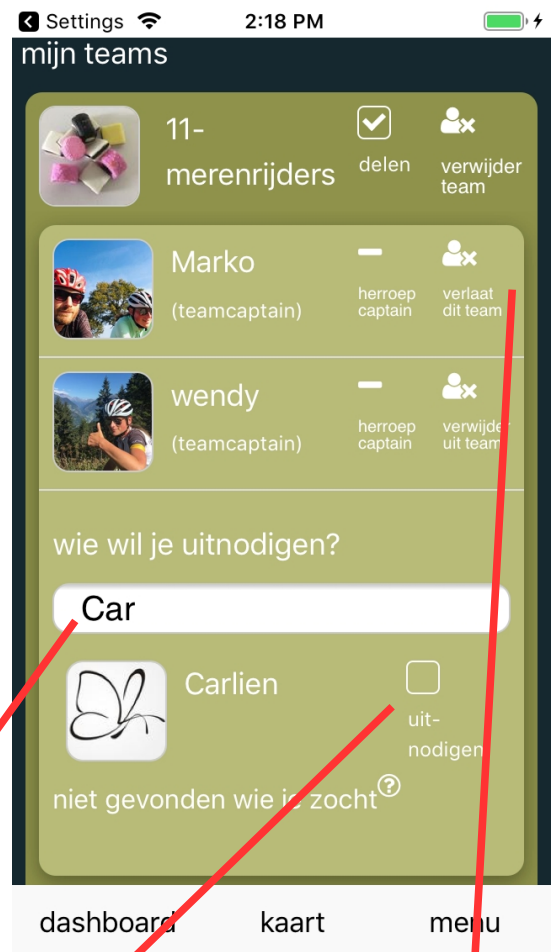 Settings 2:18 PM
mijn teams
11-
merenrijders
delen
verwijder
team
Marko
(teamcaptain)
herroep
captain
verlaat
dit team
wendy
(teamcaptain)
herroep
captain
verwijder
uit team
wie wil je uitnodigen?
Car
Carlien
uit-
nodigen
niet gevonden wie je zocht?
dashboard kaart menu